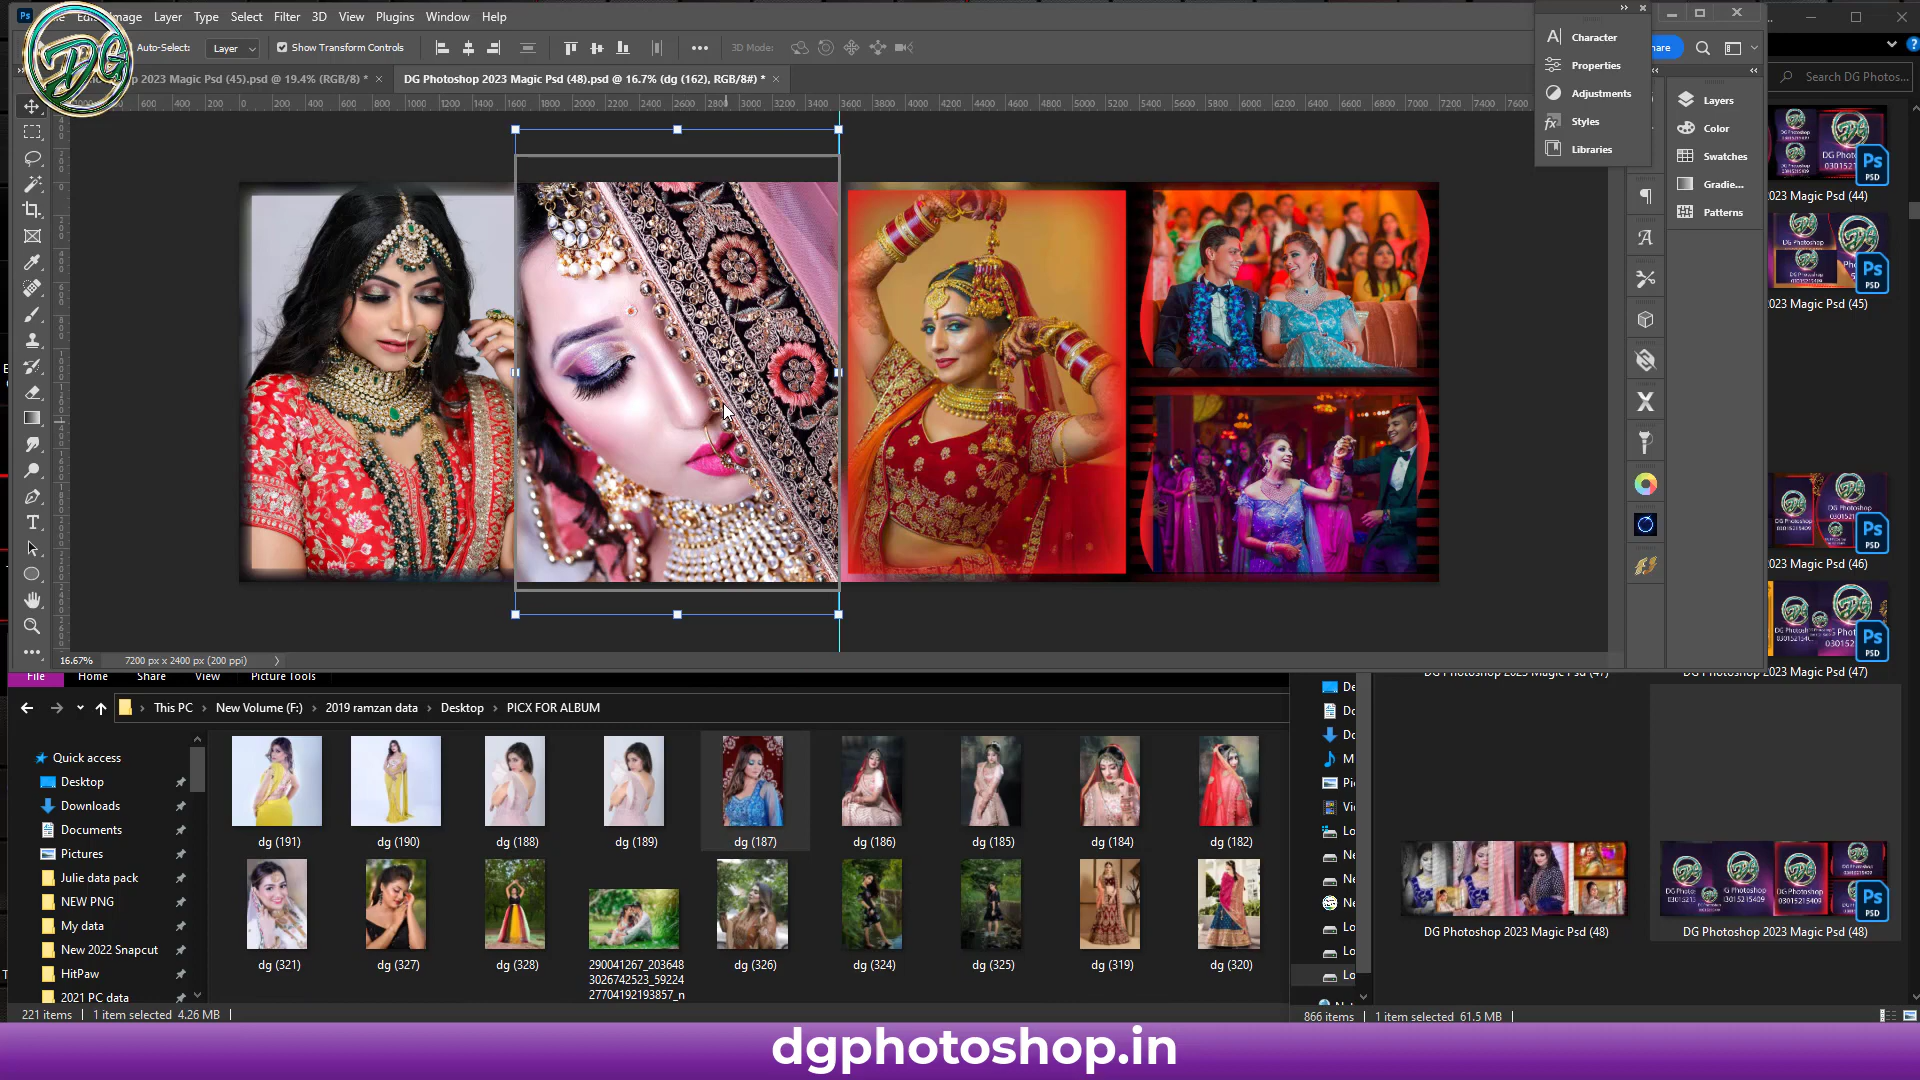 Image Layer Type Select Filter 3D View Plugins Window Help
Auto-Select: Layer Show Transform Controls 3D Mode:
2023 Magic Psd (45).psd @ 19.4% (RGB/8) *
DG Photoshop 2023 Magic Psd (48).psd @ 16.7% (dg (162), RGB/8#) *
Character
Properties
Adjustments
Styles
Libraries
Layers
Color
Swatches
Gradie...
Patterns
Search DG Photos...
2023 Magic Psd (44)
2023 Magic Psd (45)
2023 Magic Psd (46)
2023 Magic Psd (47)
16.67% 7200 px x 2400 px (200 ppi)
File Home Share View Picture Tools
This PC New Volume (F:) 2019 ramzan data Desktop PICX FOR ALBUM
Quick access
Desktop
Downloads
Documents
Pictures
Julie data pack
NEW PNG
My data
New 2022 Snapcut
HitPaw
2021 PC data
dg (191) dg (190) dg (188) dg (189) dg (187) dg (186) dg (185) dg (184) dg (182)
dg (321) dg (327) dg (328) 290041267_203648 dg (326) dg (324) dg (325) dg (319) dg (320)
3026742523_59224
27704192193857_n
DG Photoshop 2023 Magic Psd (48) DG Photoshop 2023 Magic Psd (48)
221 items 1 item selected 4.26 MB
866 items 1 item selected 61.5 MB
dgphotoshop.in